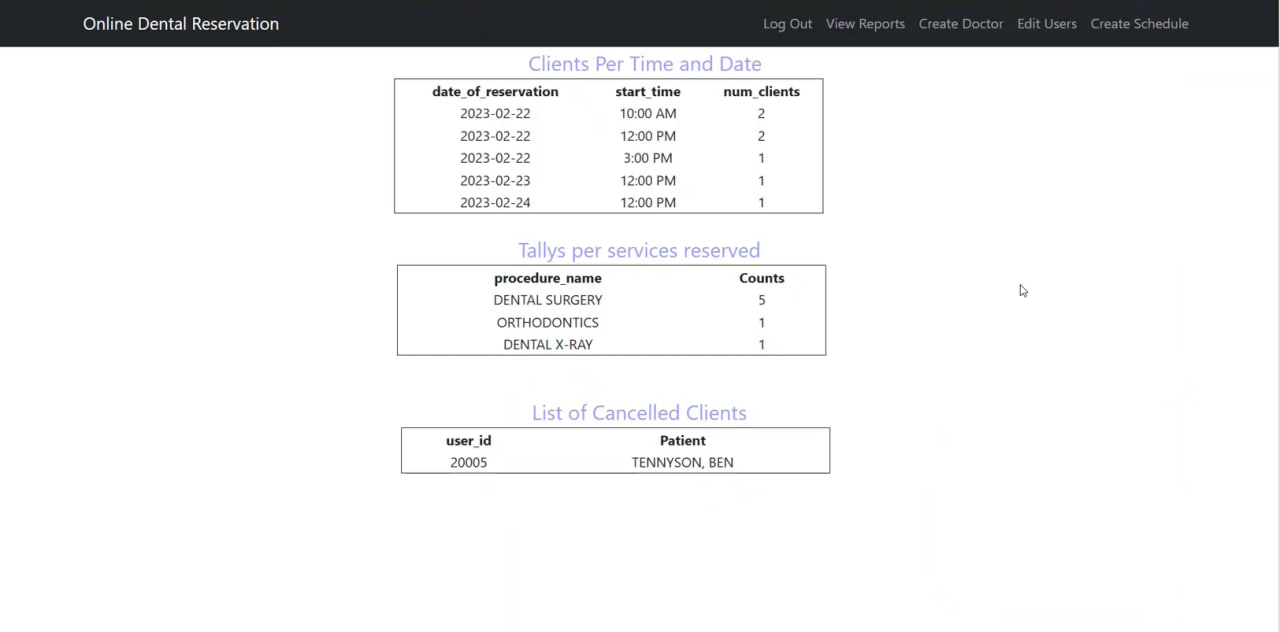 Online Dental Reservation Log Out View Reports Create Doctor Edit Users Create Schedule
Clients Per Time and Date
date_of_reservation start_time num_clients
2023-02-22 10:00 AM 2
2023-02-22 12:00 PM 2
2023-02-22 3:00 PM 1
2023-02-23 12:00 PM 1
2023-02-24 12:00 PM 1
Tallys per services reserved
procedure_name Counts
DENTAL SURGERY 5
ORTHODONTICS 1
DENTAL X-RAY 1
List of Cancelled Clients
user_id Patient
20005 TENNYSON, BEN